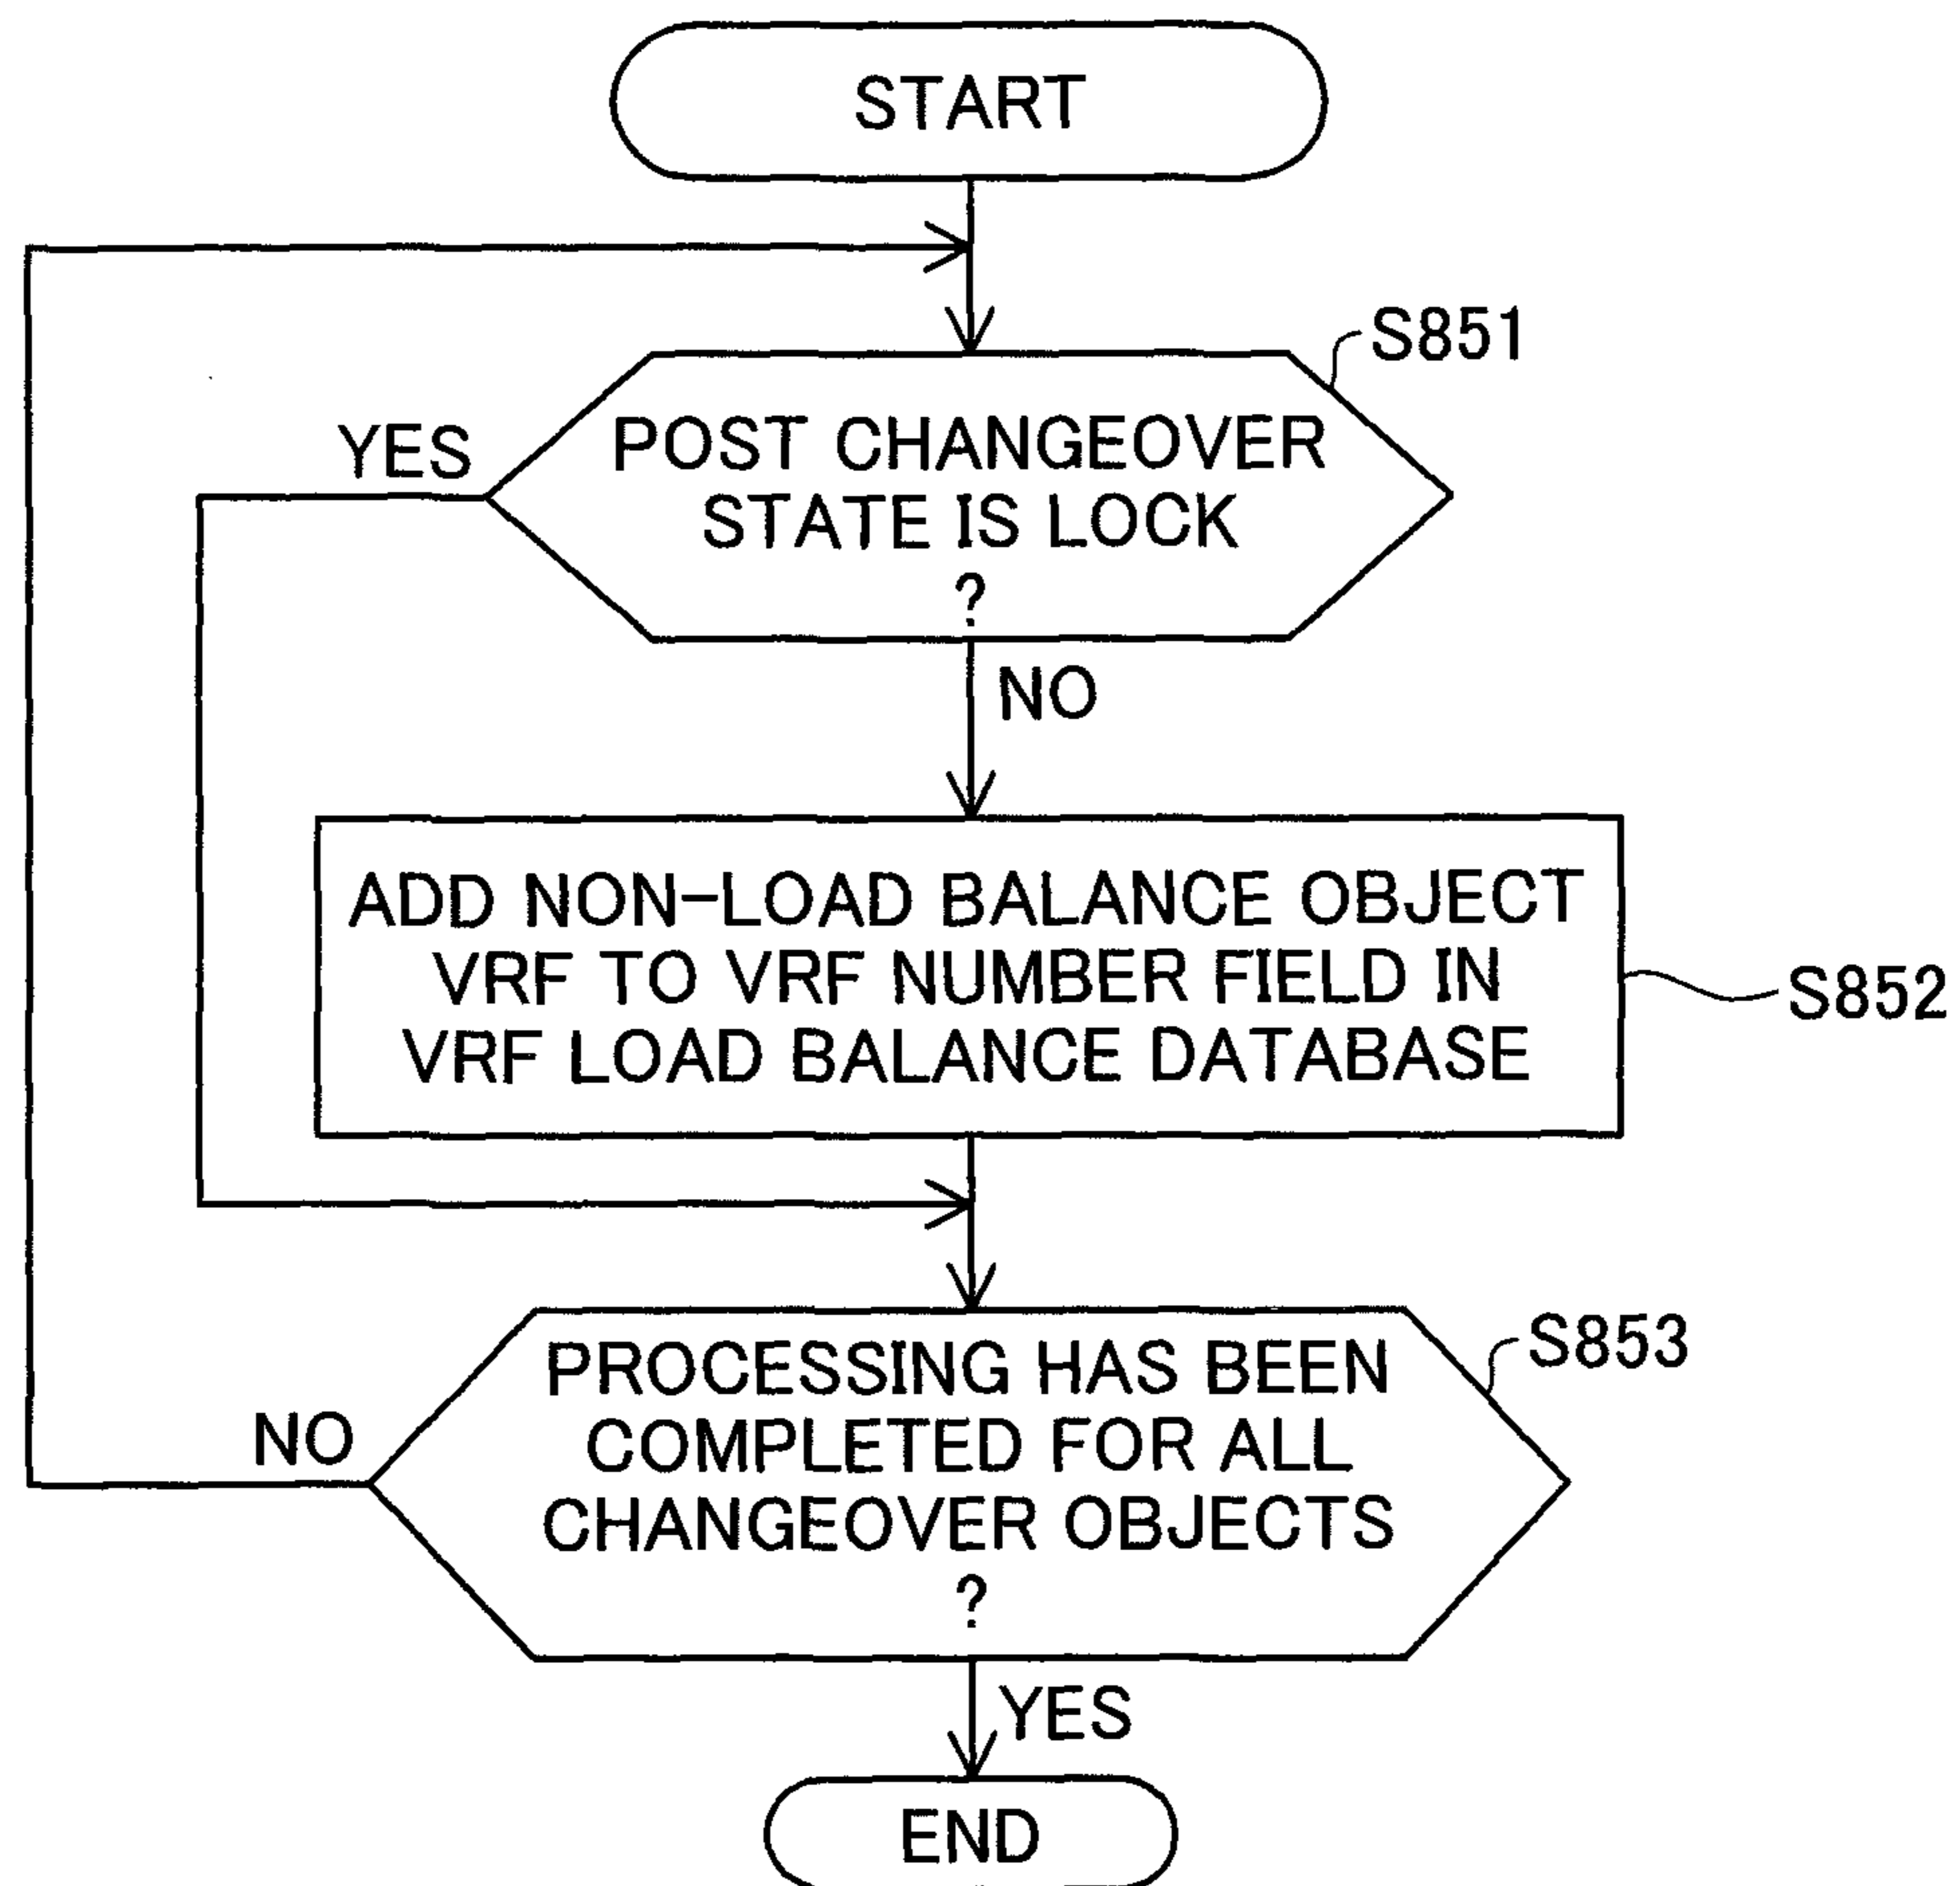 START
S851
YES
POST CHANGEOVER
STATE IS LOCK
?
NO
ADD NON-LOAD BALANCE OBJECT
VRF TO VRF NUMBER FIELD IN
VRF LOAD BALANCE DATABASE
S852
S853
PROCESSING HAS BEEN
COMPLETED FOR ALL
CHANGEOVER OBJECTS
?
NO
YES
END